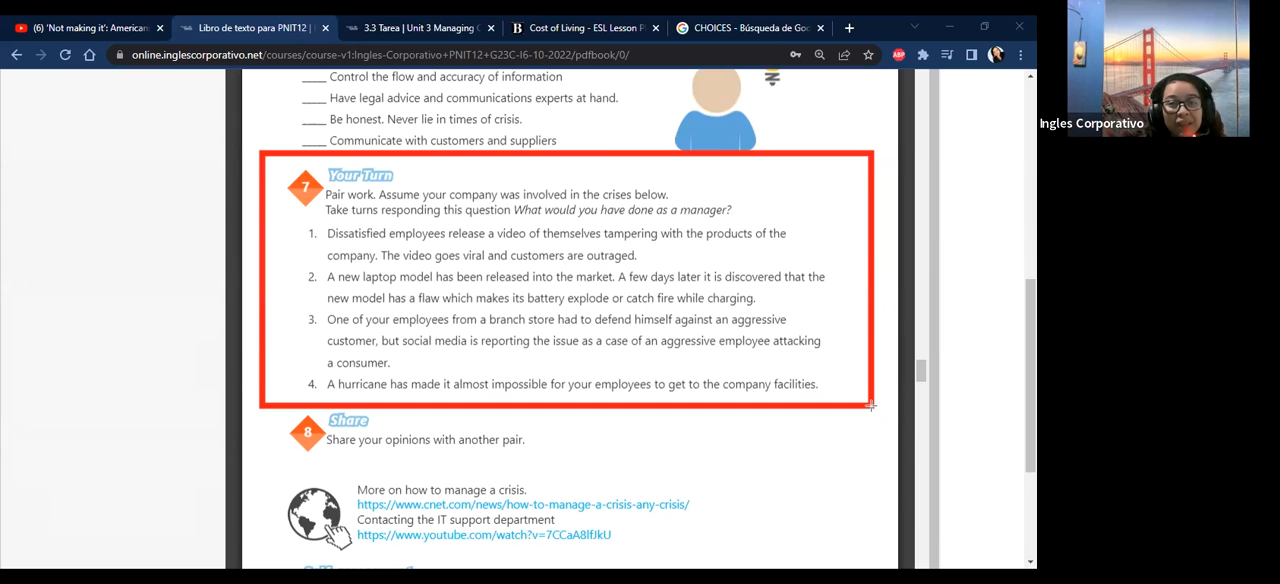 (6) 'Not making it': American
Libro de texto para PNIT12 |
3.3 Tarea | Unit 3 Managing C
Cost of Living - ESL Lesson P
CHOICES - Búsqueda de Goo
online.inglescorporativo.net/courses/course-v1:Ingles-Corporativo+PNIT12+G23C-I6-10-2022/pdfbook/0/
ABP
____ Control the flow and accuracy of information
____ Have legal advice and communications experts at hand.
____ Be honest. Never lie in times of crisis.
____ Communicate with customers and suppliers
Ingles Corporativo
7 Your Turn
Pair work. Assume your company was involved in the crises below.
Take turns responding this question What would you have done as a manager?
1. Dissatisfied employees release a video of themselves tampering with the products of the
company. The video goes viral and customers are outraged.
2. A new laptop model has been released into the market. A few days later it is discovered that the
new model has a flaw which makes its battery explode or catch fire while charging.
3. One of your employees from a branch store had to defend himself against an aggressive
customer, but social media is reporting the issue as a case of an aggressive employee attacking
a consumer.
4. A hurricane has made it almost impossible for your employees to get to the company facilities.
8 Share
Share your opinions with another pair.
More on how to manage a crisis.
https://www.cnet.com/news/how-to-manage-a-crisis-any-crisis/
Contacting the IT support department
https://www.youtube.com/watch?v=7CCaA8lfJkU